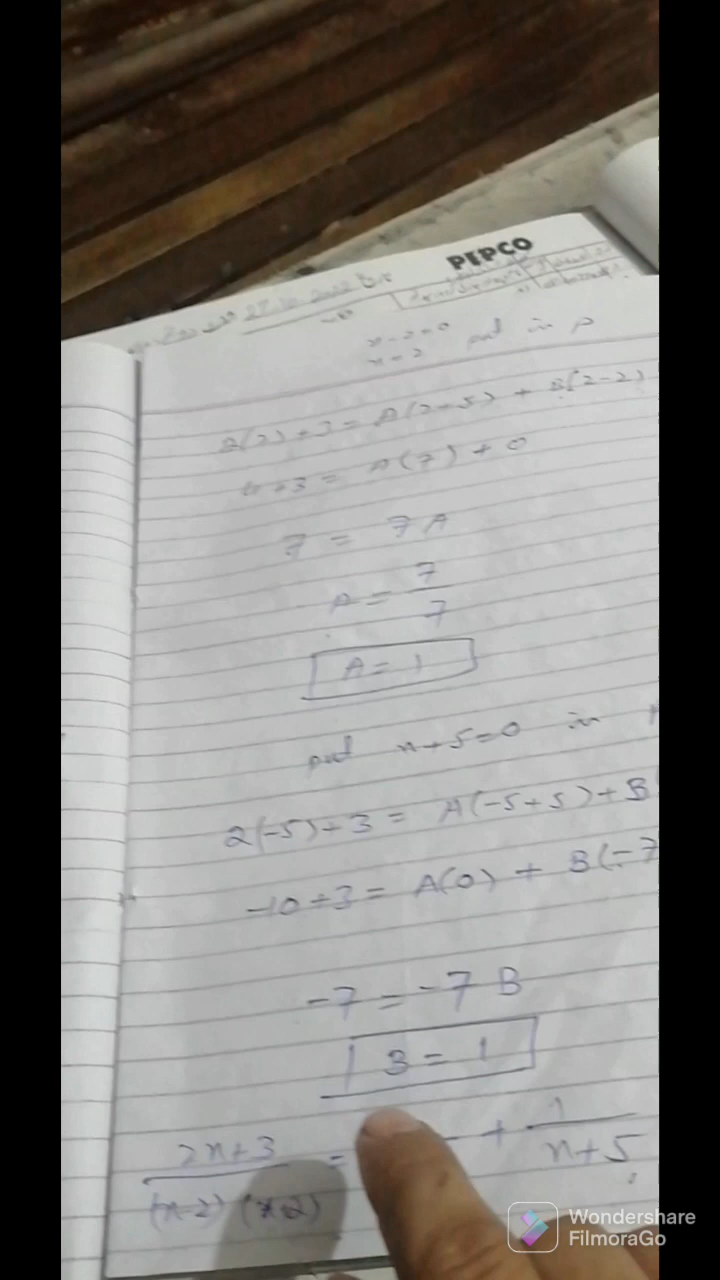 PEPCO
x-2=0
x=2 put in
2(2)+3 = A(2+5) + B(2-2)
4+3 = A(7) + 0
7 = 7A
A = 7/7
A = 1
put x+5=0 in
2(-5)+3 = A(-5+5)+B
-10+3 = A(0) + B(-7
-7 = -7B
B = 1
2x+3/(x-2)(x+2) = + 1/x+5
Wondershare
FilmoraGo